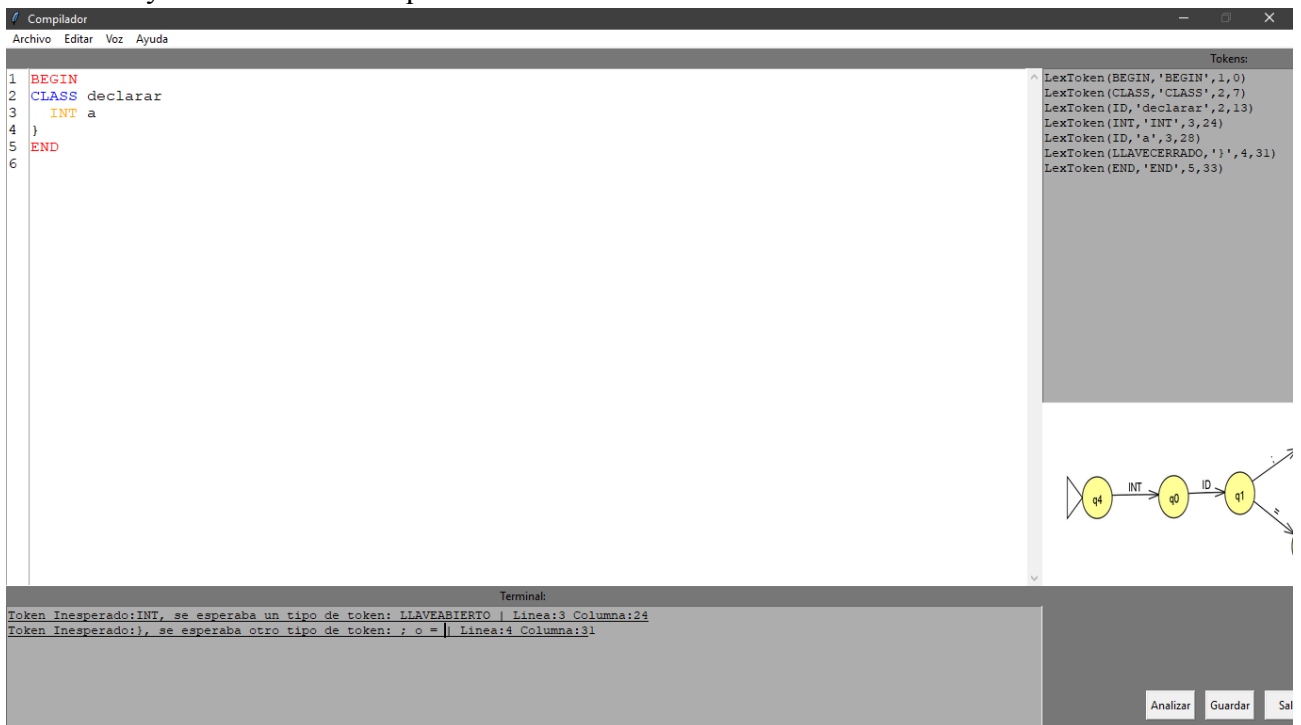 Compilador
Archivo Editar Voz Ayuda
Tokens:
1 BEGIN
2 CLASS declarar
3 INT a
4 }
5 END
6
LexToken(BEGIN,'BEGIN',1,0)
LexToken(CLASS,'CLASS',2,7)
LexToken(ID,'declarar',2,13)
LexToken(INT,'INT',3,24)
LexToken(ID,'a',3,28)
LexToken(LLAVECERRADO,'}',4,31)
LexToken(END,'END',5,33)
q4 INT q0 ID q1 ; =
Terminal:
Token Inesperado:INT, se esperaba un tipo de token: LLAVEABIERTO | Linea:3 Columna:24
Token Inesperado:}, se esperaba otro tipo de token: ; o = | Linea:4 Columna:31
Analizar Guardar Sal